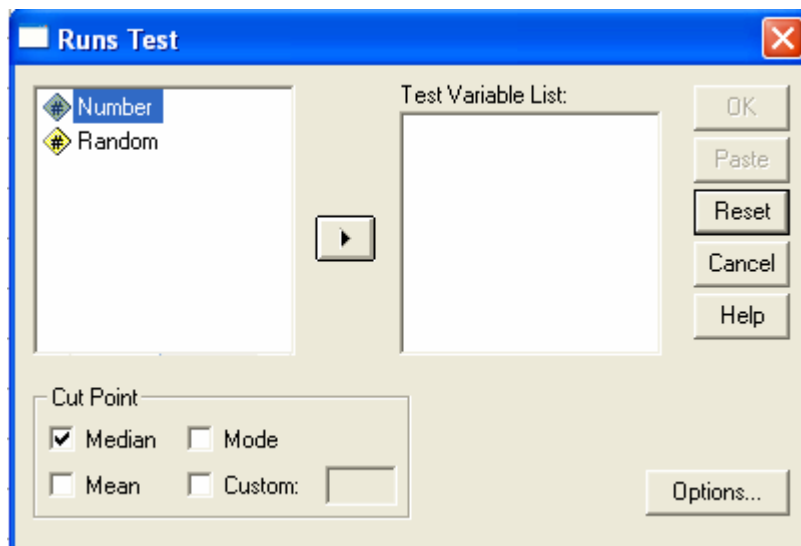 Runs Test
Number
Random
Test Variable List:
OK
Paste
Reset
Cancel
Help
Cut Point
Median Mode
Mean Custom:
Options...